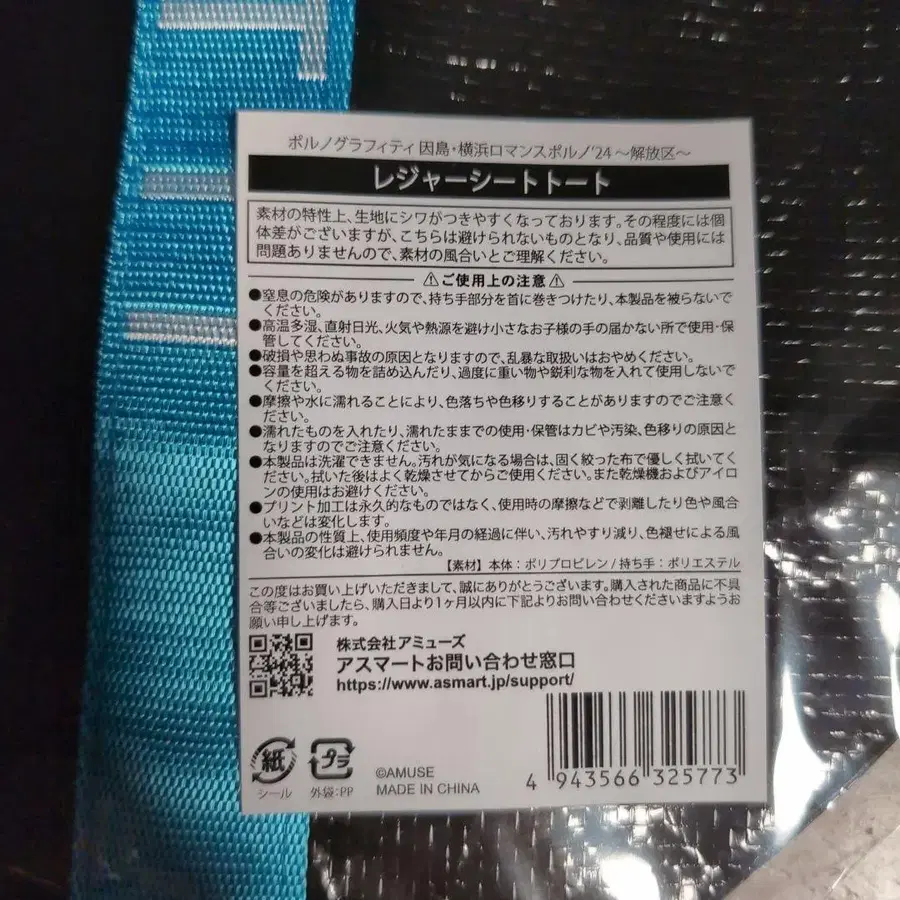 ポルノグラフィティ 因島・横浜ロマンスポルノ'24 ～解放区～
レジャーシートトート
素材の特性上、生地にシワがつきやすくなっております。その程度には個
体差がございますが、こちらは避けられないものとなり、品質や使用には
問題ありませんので、素材の風合いとご理解ください。
⚠ご使用上の注意⚠
●窒息の危険がありますので、持ち手部分を首に巻きつけたり、本製品を被らないで
ください。
●高温多湿、直射日光、火気や熱源を避け小さなお子様の手の届かない所で使用・保
管してください。
●破損や思わぬ事故の原因となりますので、乱暴な取扱いはおやめください。
●容量を超える物を詰め込んだり、過度に重い物や鋭利な物を入れて使用しないで
ください。
●摩擦や水に濡れることにより、色落ちや色移りすることがありますのでご注意く
ださい。
●濡れたものを入れたり、濡れたままでの使用・保管はカビや汚染、色移りの原因と
なりますのでご注意ください。
●本製品は洗濯できません。汚れが気になる場合は、固く絞った布で優しく拭いてく
ださい。拭いた後はよく乾燥させてからご使用ください。また乾燥機およびアイロ
ンの使用はお避けください。
●プリント加工は永久的なものではなく、使用時の摩擦などで剥離したり色や風合
いなどは変化します。
●本製品の性質上、使用頻度や年月の経過に伴い、汚れやすり減り、色褪せによる風
合いの変化は避けられません。
【素材】本体：ポリプロピレン / 持ち手：ポリエステル
この度はお買い上げいただきまして、誠にありがとうございます。購入された商品に不具
合等ございましたら、購入日より1ヶ月以内に下記よりお問い合わせくださいますようお
願い申し上げます。
株式会社アミューズ
アスマートお問い合わせ窓口
https://www.asmart.jp/support/
紙
シール
プラ
外袋：PP
©AMUSE
MADE IN CHINA
4 943566 325773